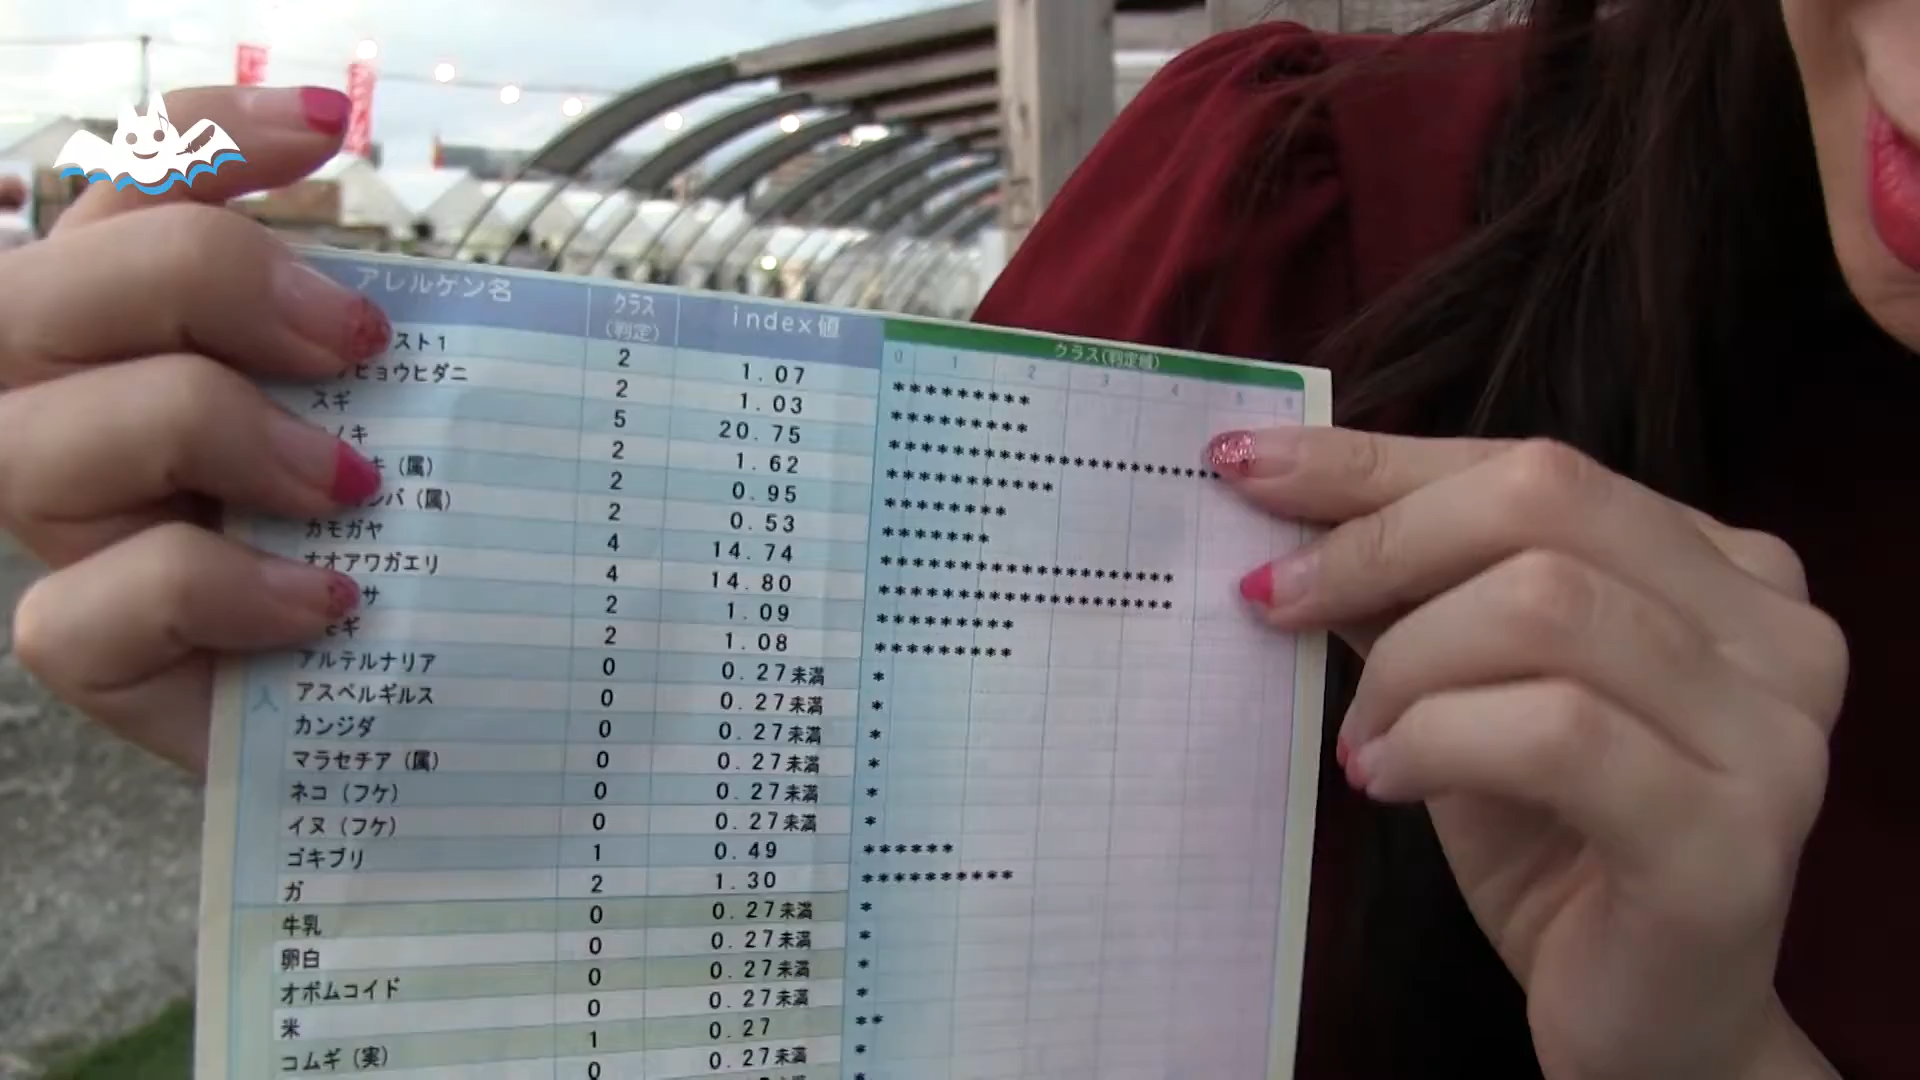 アレルゲン名 クラス(判定) index値 クラス(判定値)
0 1 2 3 4 5 6
スト1 2 1.07 *********
ヒョウヒダニ 2 1.03 *********
スギ 5 20.75 *********************
ノキ 2 1.62 ***********
キ(属) 2 0.95 ********
ンバ(属) 2 0.53 *******
カモガヤ 4 14.74 *******************
オオアワガエリ 4 14.80 *******************
サ 2 1.09 *********
ギ 2 1.08 *********
アルテルナリア 0 0.27未満 *
アスペルギルス 0 0.27未満 *
カンジダ 0 0.27未満 *
マラセチア(属) 0 0.27未満 *
ネコ(フケ) 0 0.27未満 *
イヌ(フケ) 0 0.27未満 *
ゴキブリ 1 0.49 ******
ガ 2 1.30 **********
牛乳 0 0.27未満 *
卵白 0 0.27未満 *
オボムコイド 0 0.27未満 *
米 0 0.27未満 *
コムギ(実) 1 0.27 **
0 0.27未満 *
入